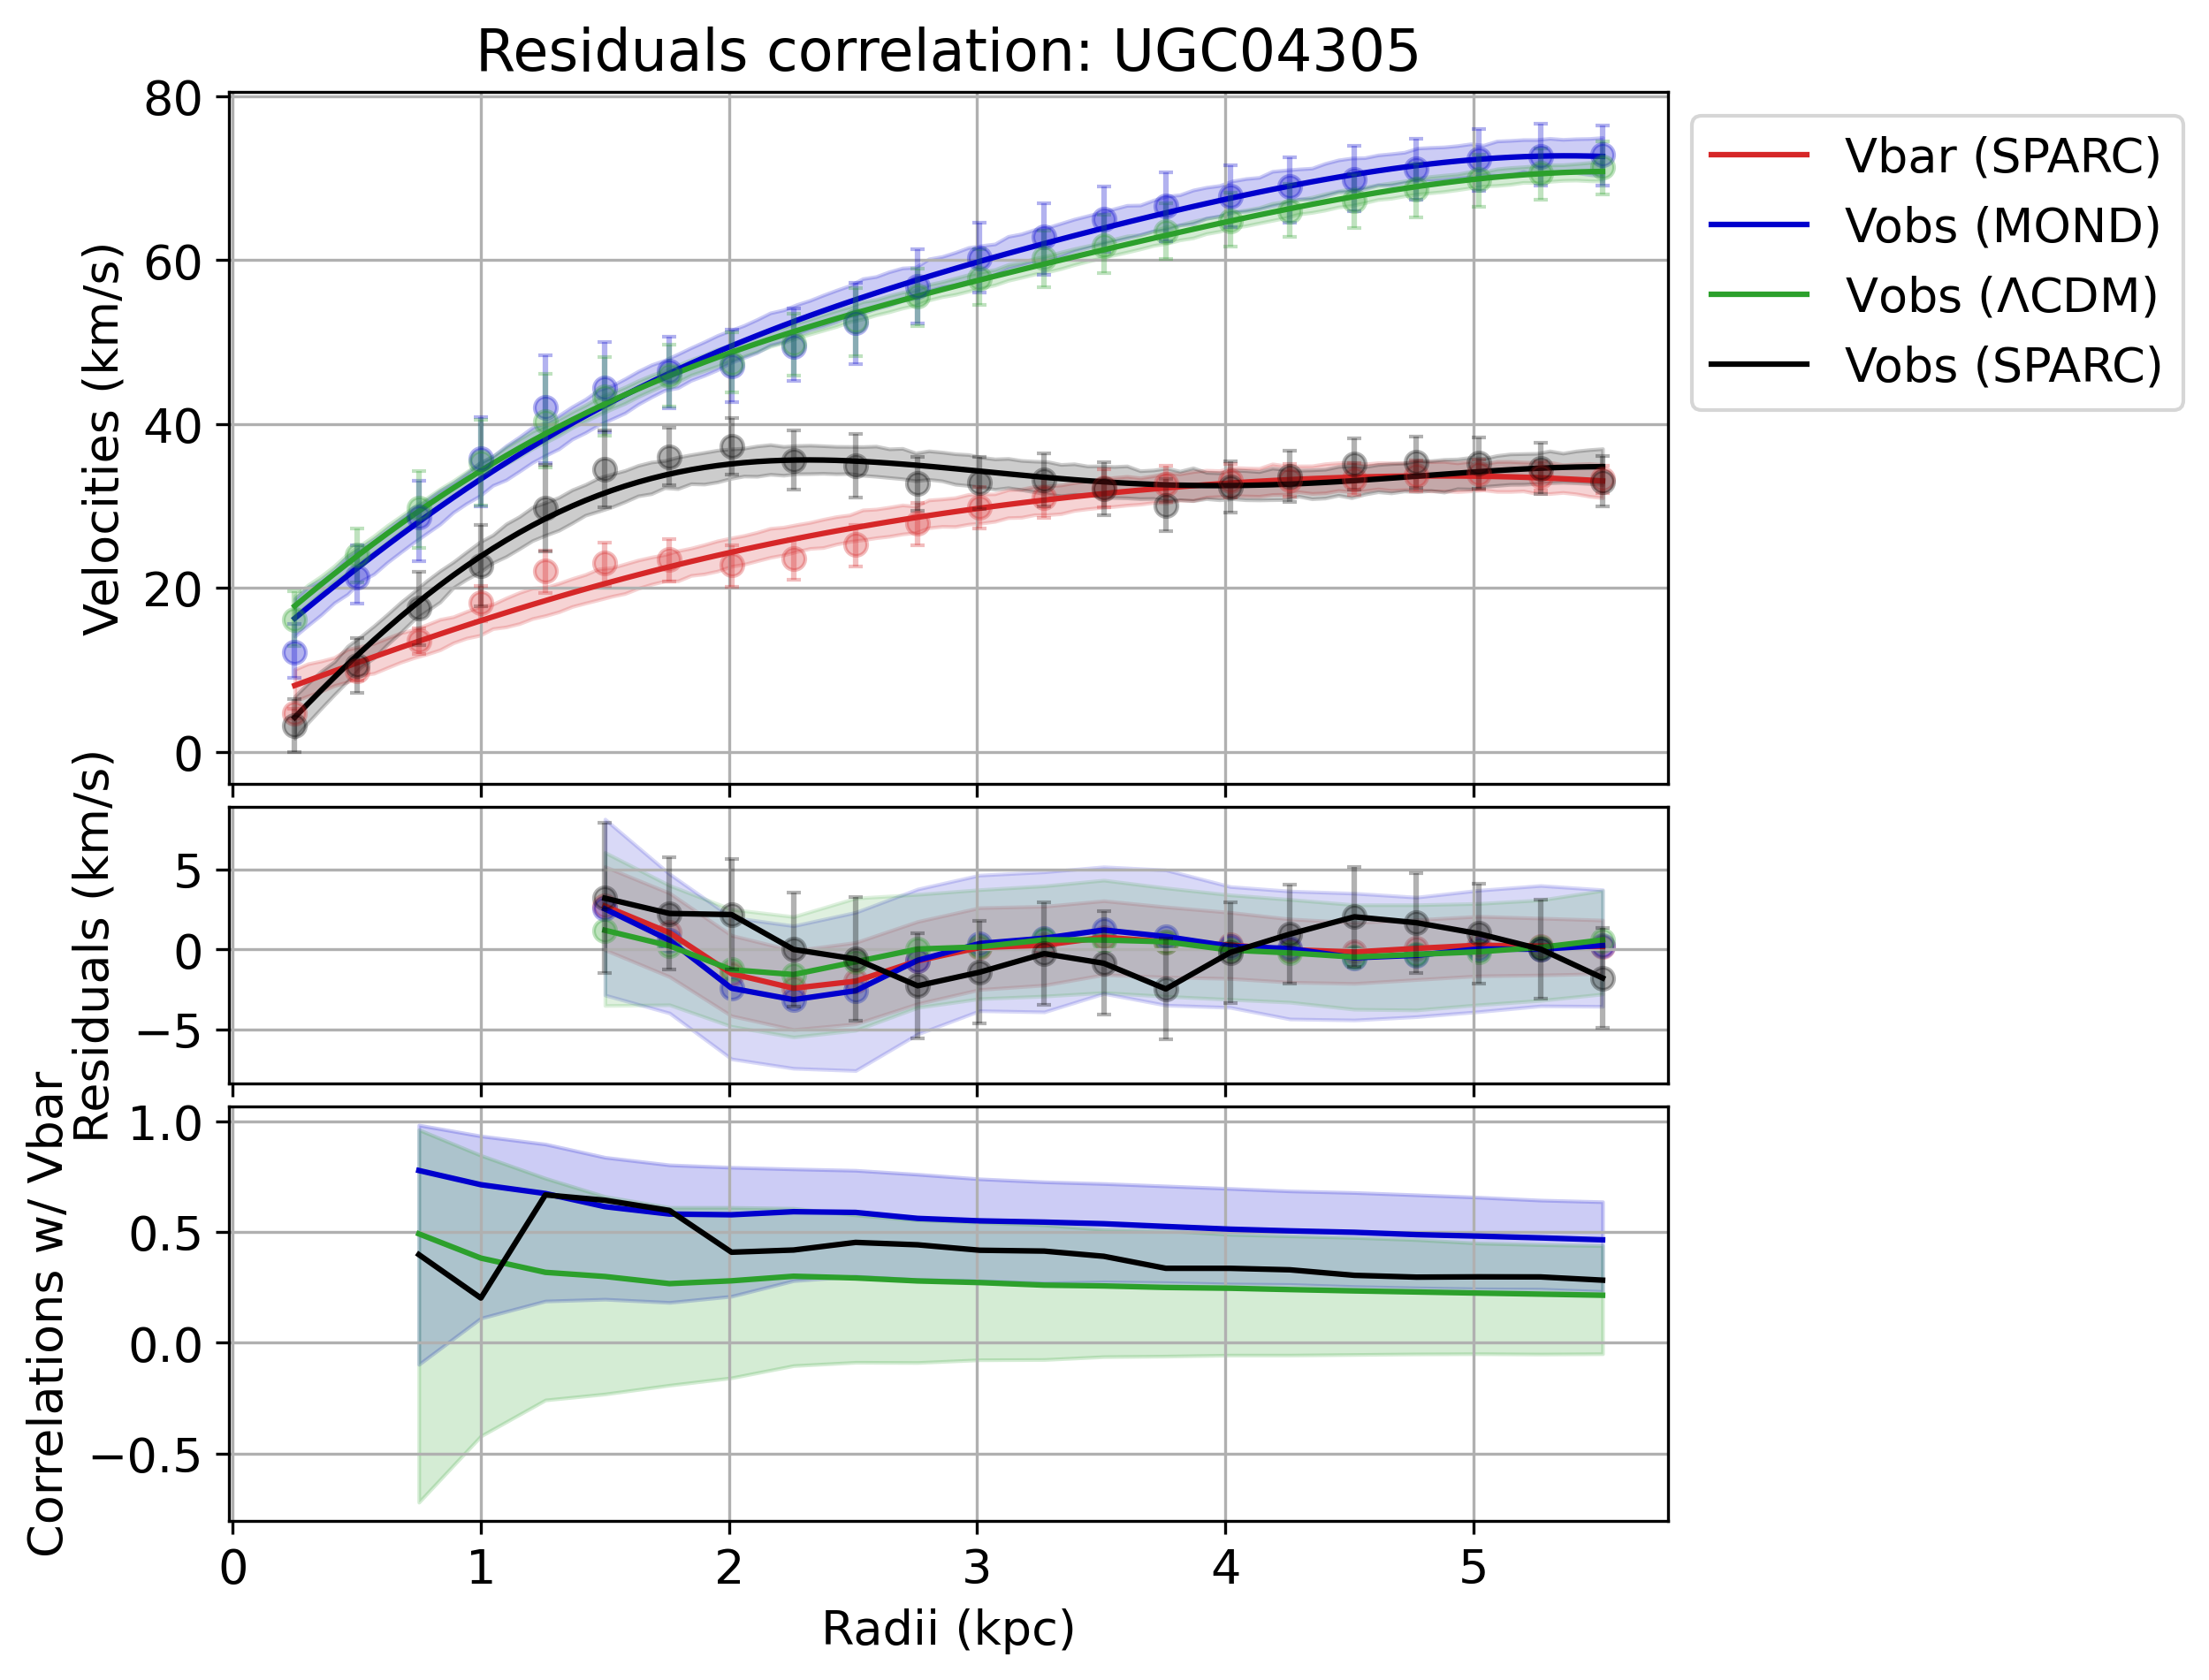 Residuals correlation: UGC04305
Velocities (km/s)
80
60
40
20
0
Vbar (SPARC)
Vobs (MOND)
Vobs (ΛCDM)
Vobs (SPARC)
Residuals (km/s)
5
0
−5
Correlations w/ Vbar
1.0
0.5
0.0
−0.5
0 1 2 3 4 5
Radii (kpc)